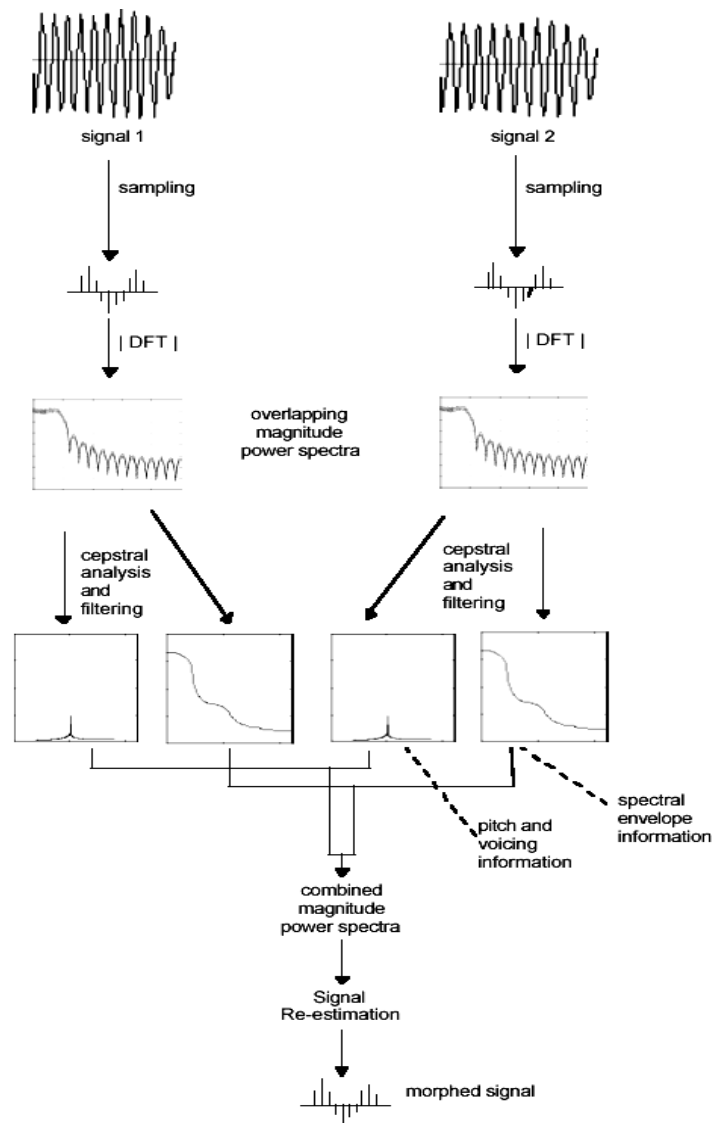 signal 1
signal 2
sampling
sampling
| DFT |
| DFT |
overlapping
magnitude
power spectra
cepstral
analysis
and
filtering
cepstral
analysis
and
filtering
pitch and
voicing
information
spectral
envelope
information
combined
magnitude
power spectra
Signal
Re-estimation
morphed signal